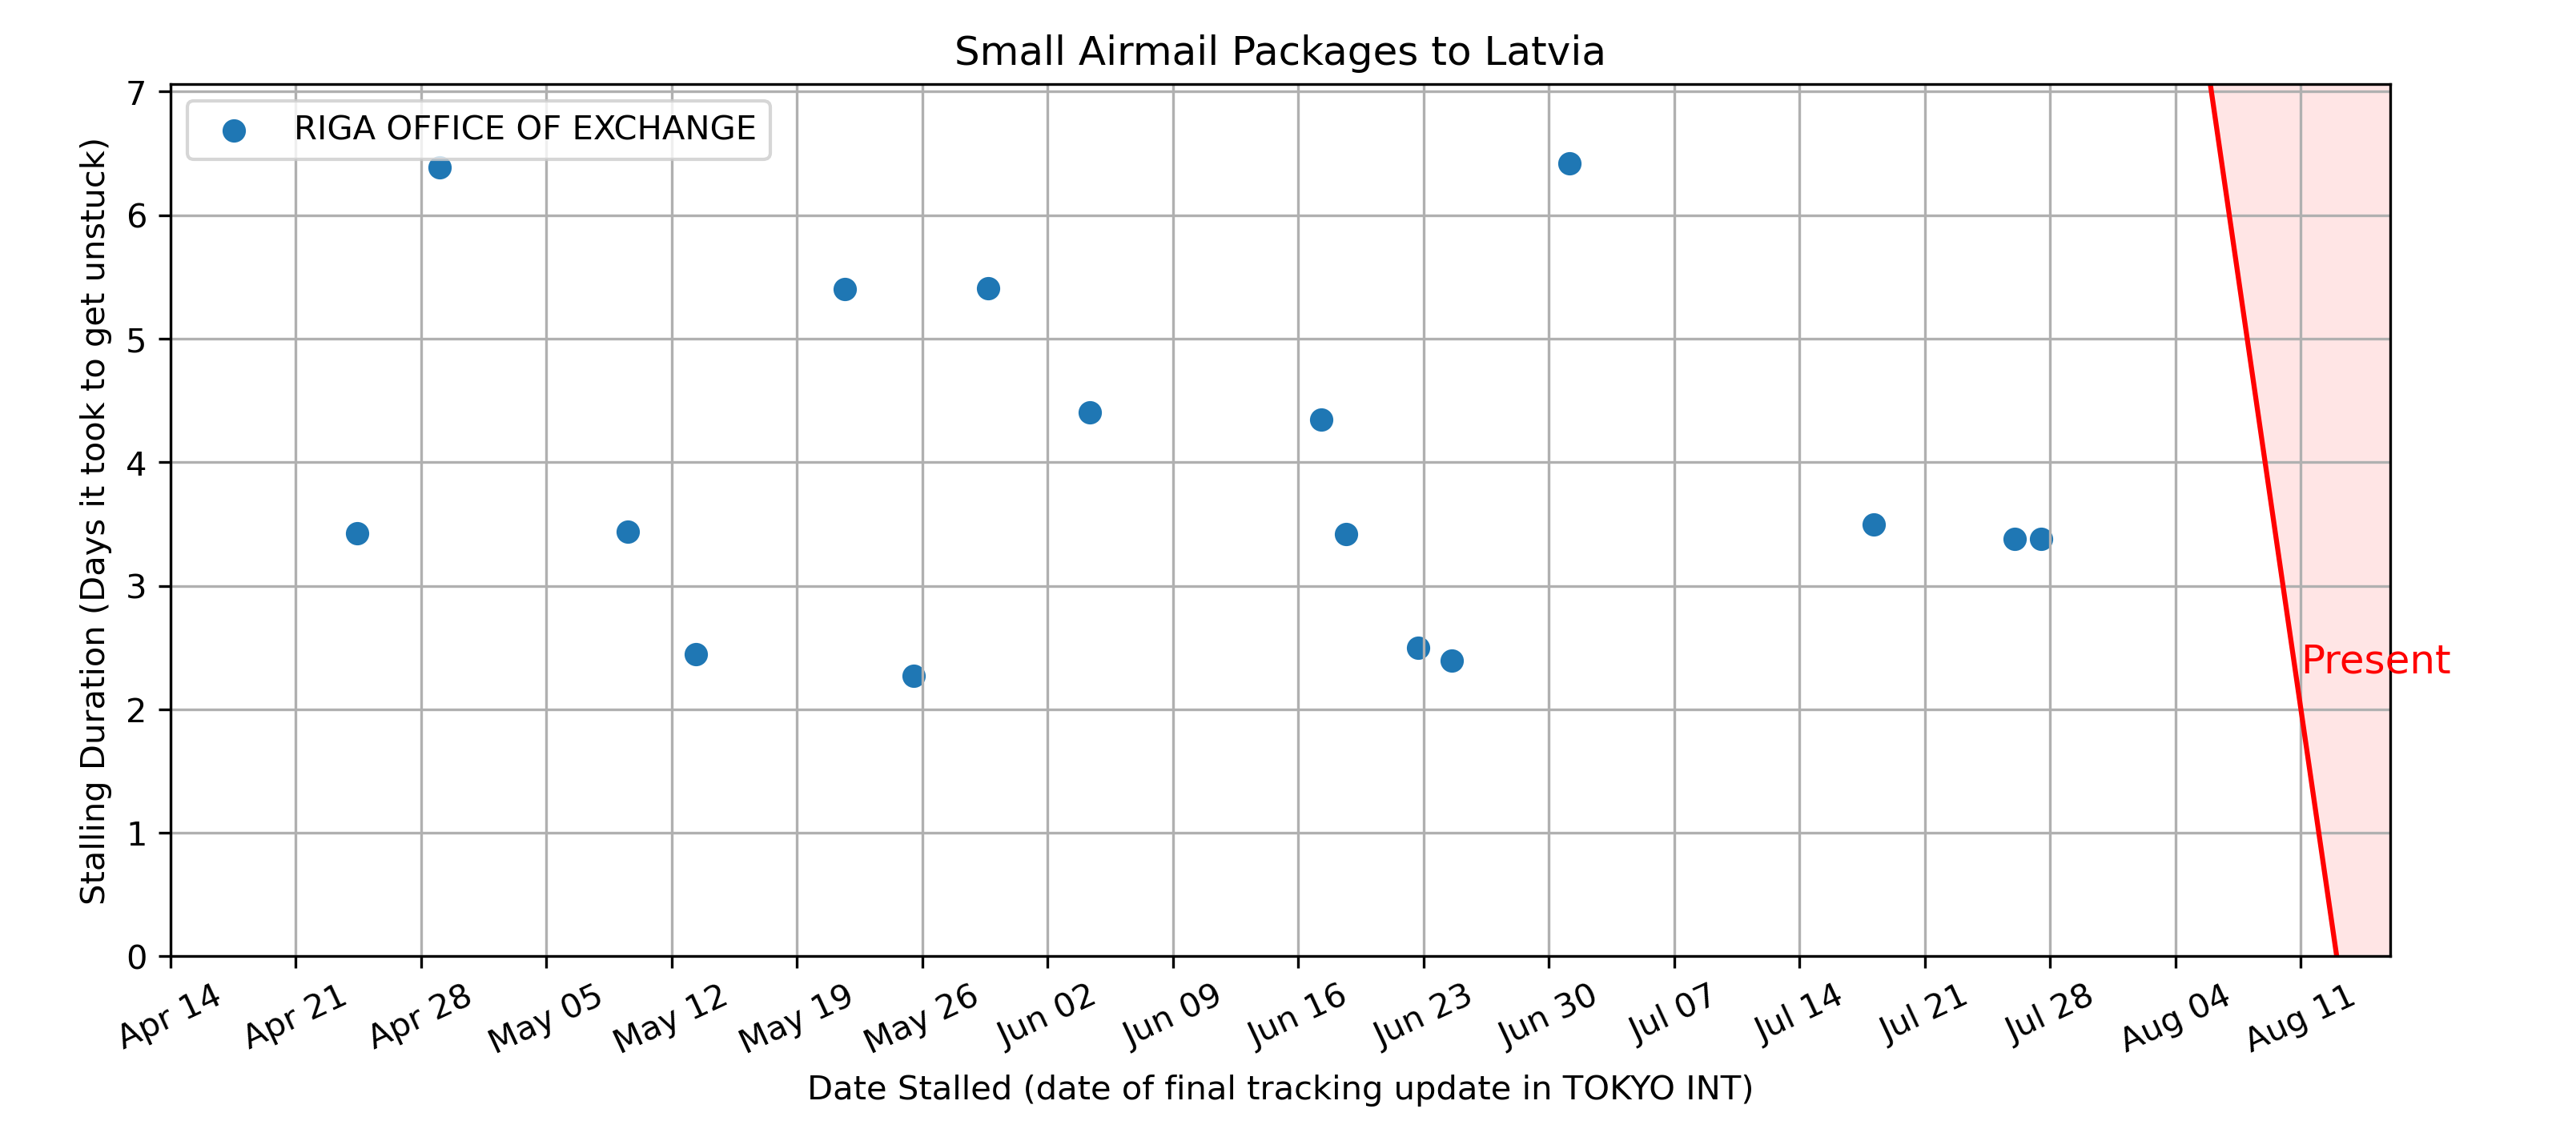 Small Airmail Packages to Latvia
RIGA OFFICE OF EXCHANGE
Stalling Duration (Days it took to get unstuck)
7
6
5
4
3
2
1
0
Present
Apr 14
Apr 21
Apr 28
May 05
May 12
May 19
May 26
Jun 02
Jun 09
Jun 16
Jun 23
Jun 30
Jul 07
Jul 14
Jul 21
Jul 28
Aug 04
Aug 11
Date Stalled (date of final tracking update in TOKYO INT)